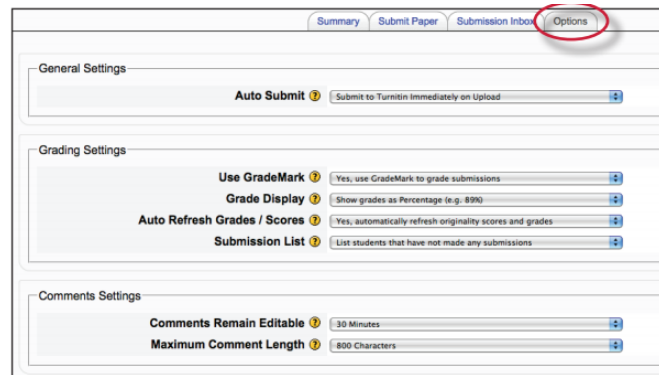 Summary Submit Paper Submission Inbox Options
General Settings
Auto Submit ? Submit to Turnitin Immediately on Upload
Grading Settings
Use GradeMark ? Yes, use GradeMark to grade submissions
Grade Display ? Show grades as Percentage (e.g. 89%)
Auto Refresh Grades / Scores ? Yes, automatically refresh originality scores and grades
Submission List ? List students that have not made any submissions
Comments Settings
Comments Remain Editable ? 30 Minutes
Maximum Comment Length ? 800 Characters